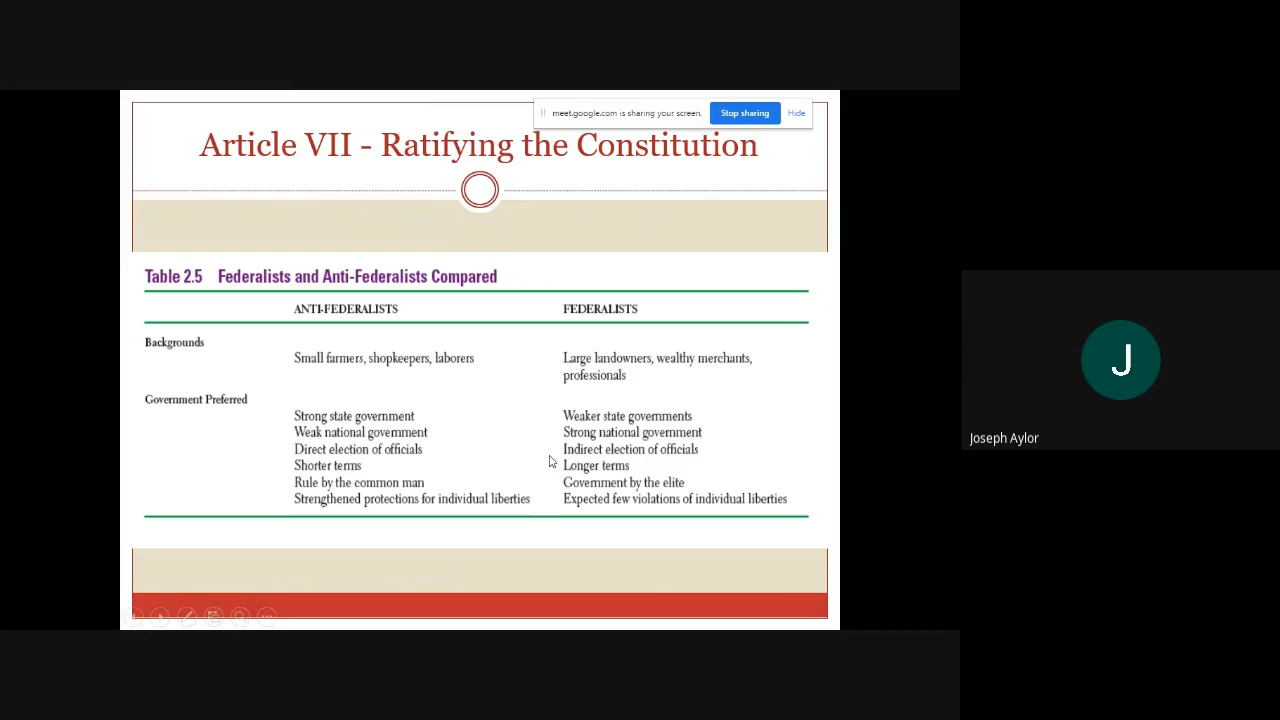 meet.google.com is sharing your screen.
Stop sharing
Hide
Article VII - Ratifying the Constitution
Table 2.5 Federalists and Anti-Federalists Compared
ANTI-FEDERALISTS FEDERALISTS
Backgrounds
Small farmers, shopkeepers, laborers Large landowners, wealthy merchants,
professionals
Government Preferred
Strong state government Weaker state governments
Weak national government Strong national government
Direct election of officials Indirect election of officials
Shorter terms Longer terms
Rule by the common man Government by the elite
Strengthened protections for individual liberties Expected few violations of individual liberties
J
Joseph Aylor